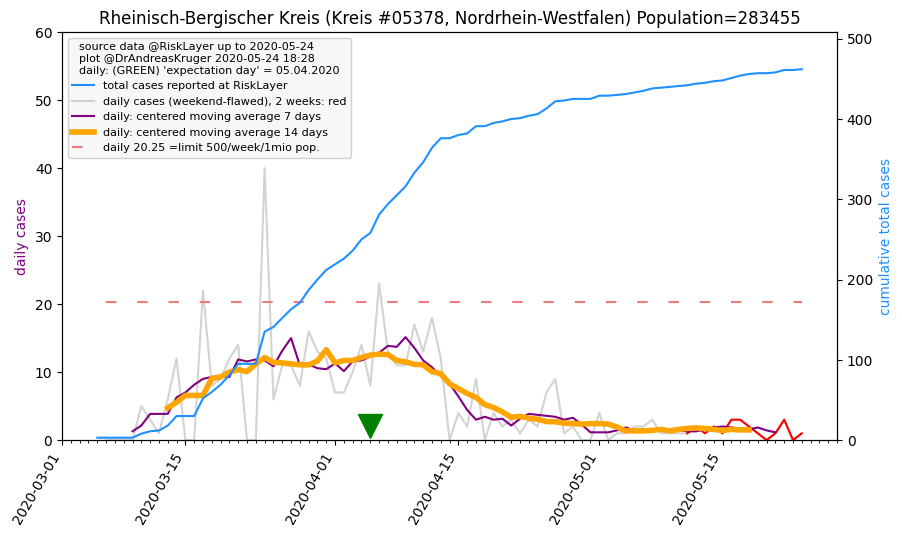 Rheinisch-Bergischer Kreis (Kreis #05378, Nordrhein-Westfalen) Population=283455
source data @RiskLayer up to 2020-05-24
plot @DrAndreasKruger 2020-05-24 18:28
daily: (GREEN) 'expectation day' = 05.04.2020
total cases reported at RiskLayer
daily cases (weekend-flawed), 2 weeks: red
daily: centered moving average 7 days
daily: centered moving average 14 days
daily 20.25 =limit 500/week/1mio pop.
daily cases
60
50
40
30
20
10
0
cumulative total cases
500
400
300
200
100
0
2020-03-01
2020-03-15
2020-04-01
2020-04-15
2020-05-01
2020-05-15